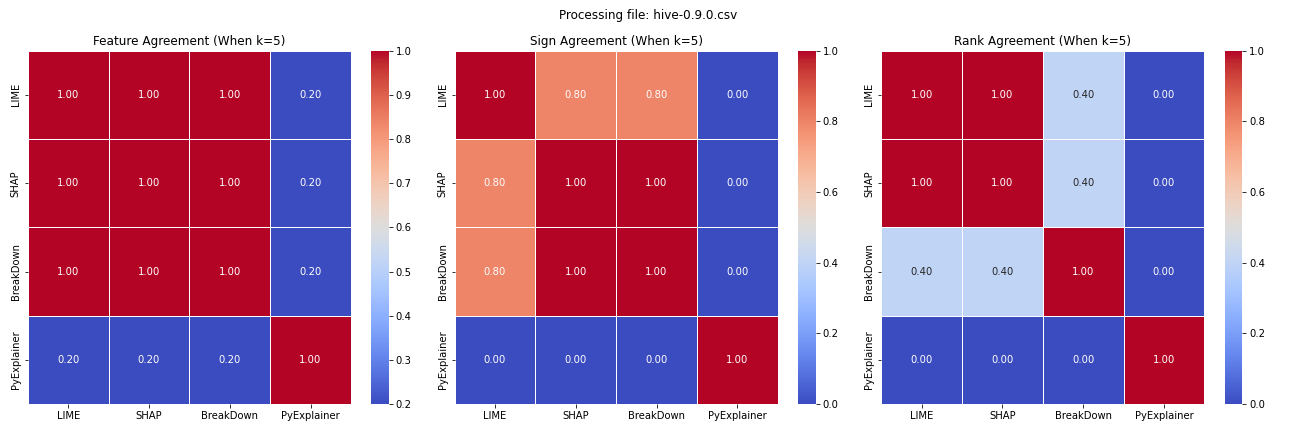 Processing file: hive-0.9.0.csv
Feature Agreement (When k=5)
LIME
1.00 1.00 1.00 0.20
SHAP
1.00 1.00 1.00 0.20
BreakDown
1.00 1.00 1.00 0.20
PyExplainer
0.20 0.20 0.20 1.00
LIME SHAP BreakDown PyExplainer
1.0
0.9
0.8
0.7
0.6
0.5
0.4
0.3
0.2
Sign Agreement (When k=5)
LIME
1.00 0.80 0.80 0.00
SHAP
0.80 1.00 1.00 0.00
BreakDown
0.80 1.00 1.00 0.00
PyExplainer
0.00 0.00 0.00 1.00
LIME SHAP BreakDown PyExplainer
1.0
0.8
0.6
0.4
0.2
0.0
Rank Agreement (When k=5)
LIME
1.00 1.00 0.40 0.00
SHAP
1.00 1.00 0.40 0.00
BreakDown
0.40 0.40 1.00 0.00
PyExplainer
0.00 0.00 0.00 1.00
LIME SHAP BreakDown PyExplainer
1.0
0.8
0.6
0.4
0.2
0.0